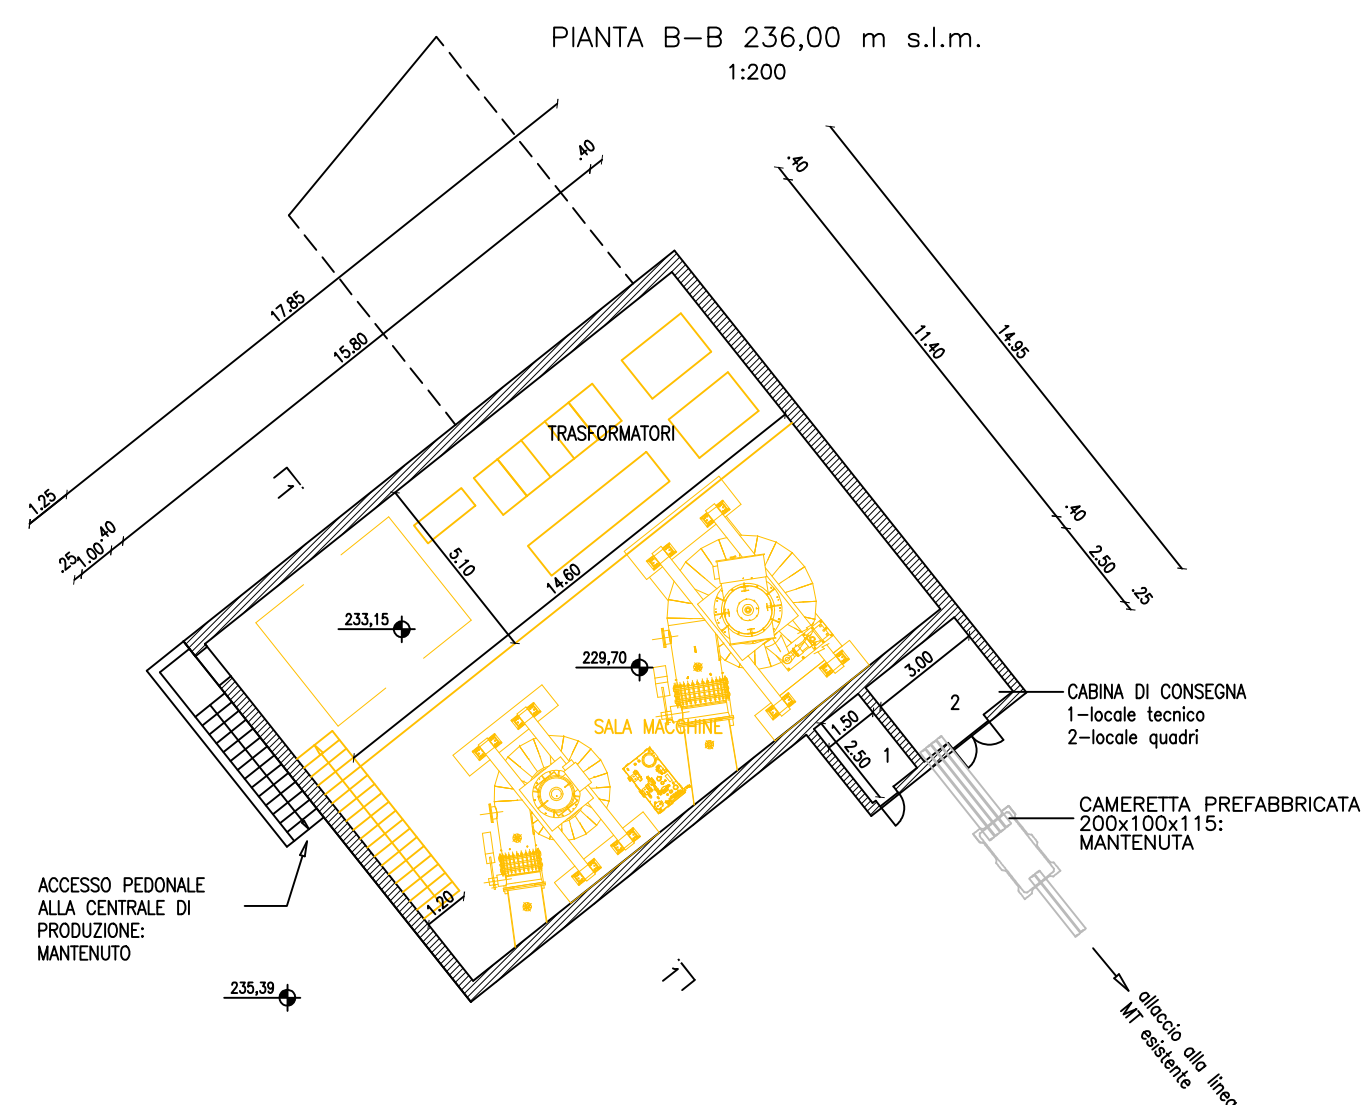 PIANTA B-B 236,00 m s.l.m.
1:200
.40
.40
17.85
15.80
14.95
11.40
TRASFORMATORI
1
1.25
.40
1.00
.25
.40
2.50
.25
5.10
14.60
233,15
229,70
3.00
SALA MACCHINE
1.50
2
2.50
1
CABINA DI CONSEGNA
1-locale tecnico
2-locale quadri
CAMERETTA PREFABBRICATA
200x100x115:
MANTENUTA
ACCESSO PEDONALE
ALLA CENTRALE DI
PRODUZIONE:
MANTENUTO
1.20
1
235,39
allaccio alla linea
MT esistente